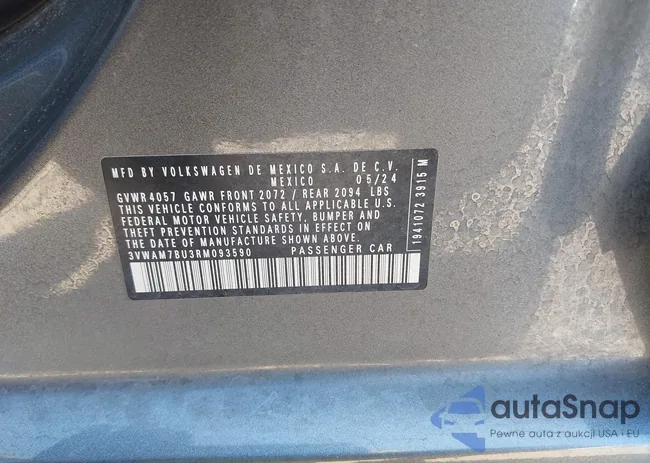 MFD BY VOLKSWAGEN DE MEXICO S.A. DE C.V.
MEXICO 05/24
GVWR 4057 GAWR FRONT 2072 / REAR 2094 LBS
THIS VEHICLE CONFORMS TO ALL APPLICABLE U.S.
FEDERAL MOTOR VEHICLE SAFETY, BUMPER AND
THEFT PREVENTION STANDARDS IN EFFECT ON
THE DATE OF MANUFACTURE SHOWN ABOVE.
3VWAM7BU3RM093590 PASSENGER CAR
1941072 3915 M
autaSnap
Pewne auta z aukcji USA i EU